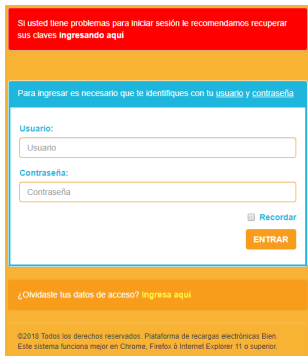 Si usted tiene problemas para iniciar sesión le recomendamos recuperar
sus claves ingresando aquí
Para ingresar es necesario que te identifiques con tu usuario y contraseña
Usuario:
Usuario
Contraseña:
Contraseña
Recordar
ENTRAR
¿Olvidaste tus datos de acceso? Ingresa aquí
©2018 Todos los derechos reservados. Plataforma de recargas electrónicas Bien.
Este sistema funciona mejor en Chrome, Firefox ó Internet Explorer 11 o superior.